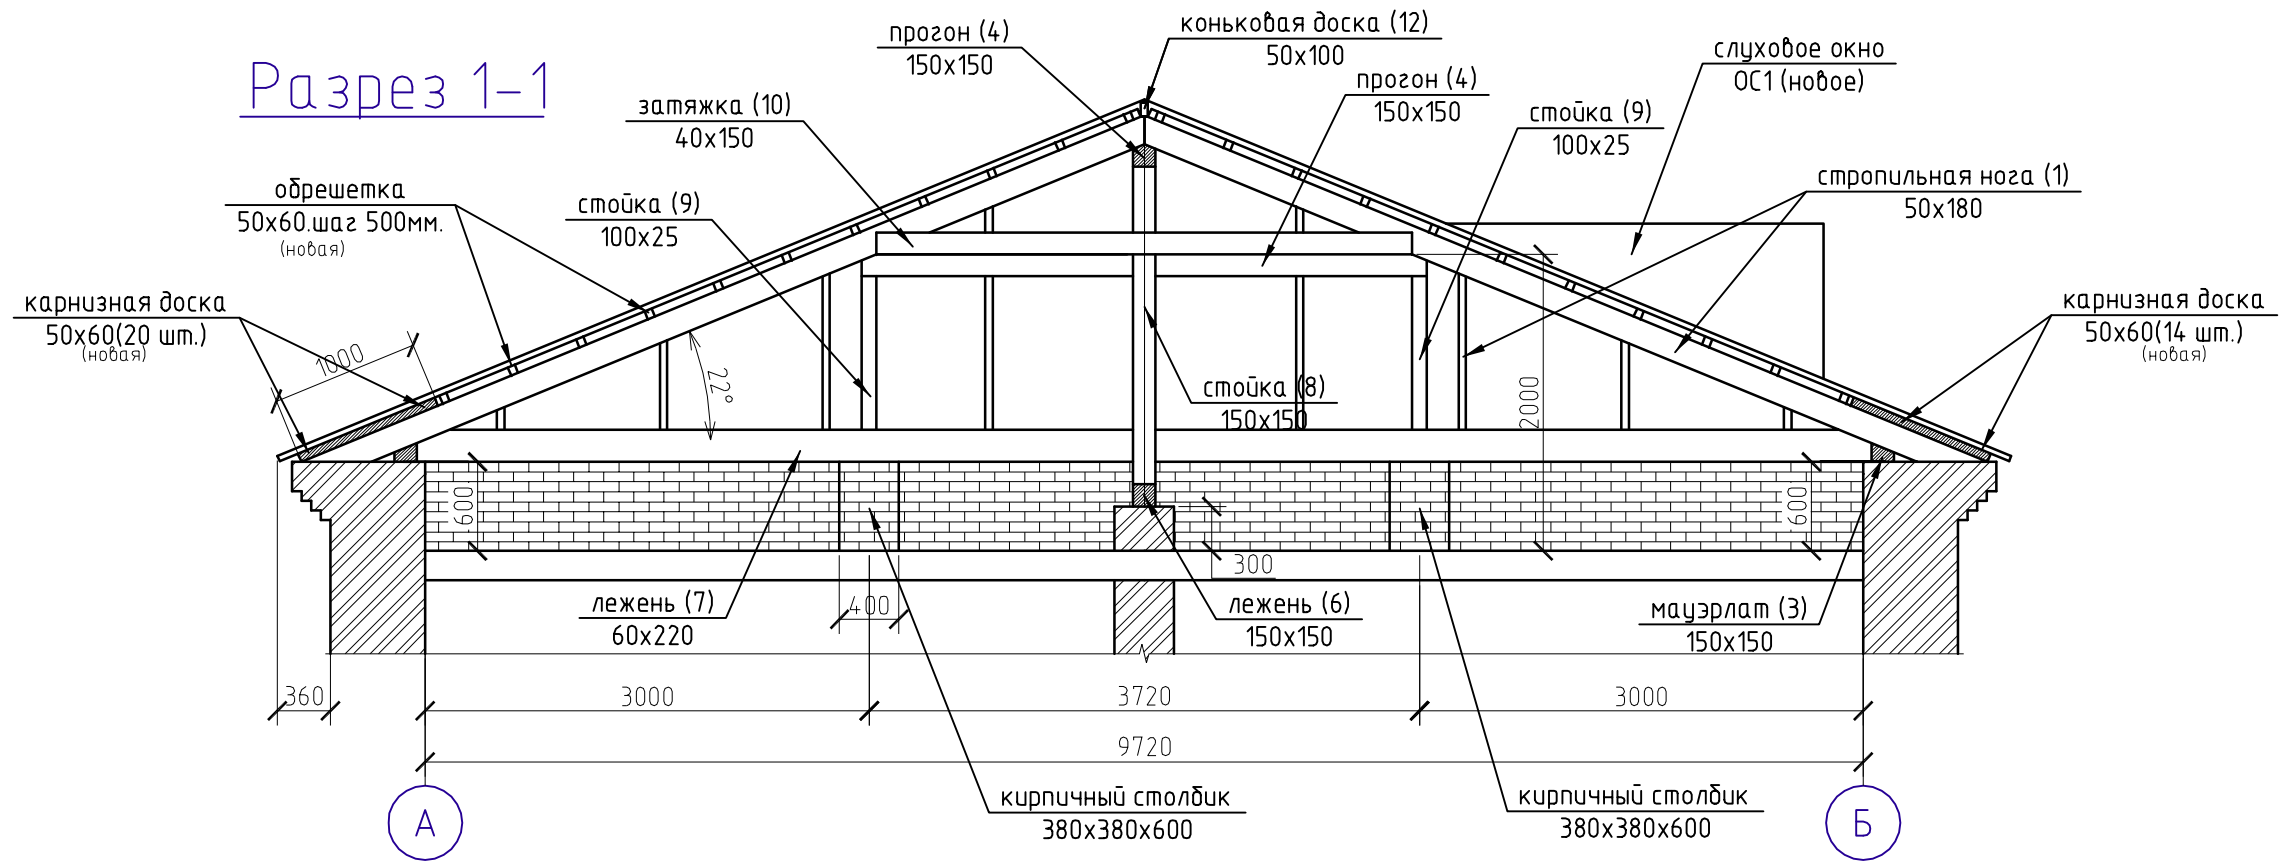 Разрез 1-1
прогон (4)
150х150
коньковая доска (12)
50х100
слуховое окно
ОС1 (новое)
прогон (4)
150х150
затяжка (10)
40х150
стойка (9)
100х25
обрешетка
50х60.шаг 500мм.
(новая)
стойка (9)
100х25
стропильная нога (1)
50х180
карнизная доска
50х60(20 шт.)
(новая)
карнизная доска
50х60(14 шт.)
(новая)
1000
22°
стойка (8)
150х150
2000
600
600
300
400
лежень (7)
60х220
лежень (6)
150х150
мауэрлат (3)
150х150
360
3000
3720
3000
9720
кирпичный столбик
380х380х600
кирпичный столбик
380х380х600
А
Б